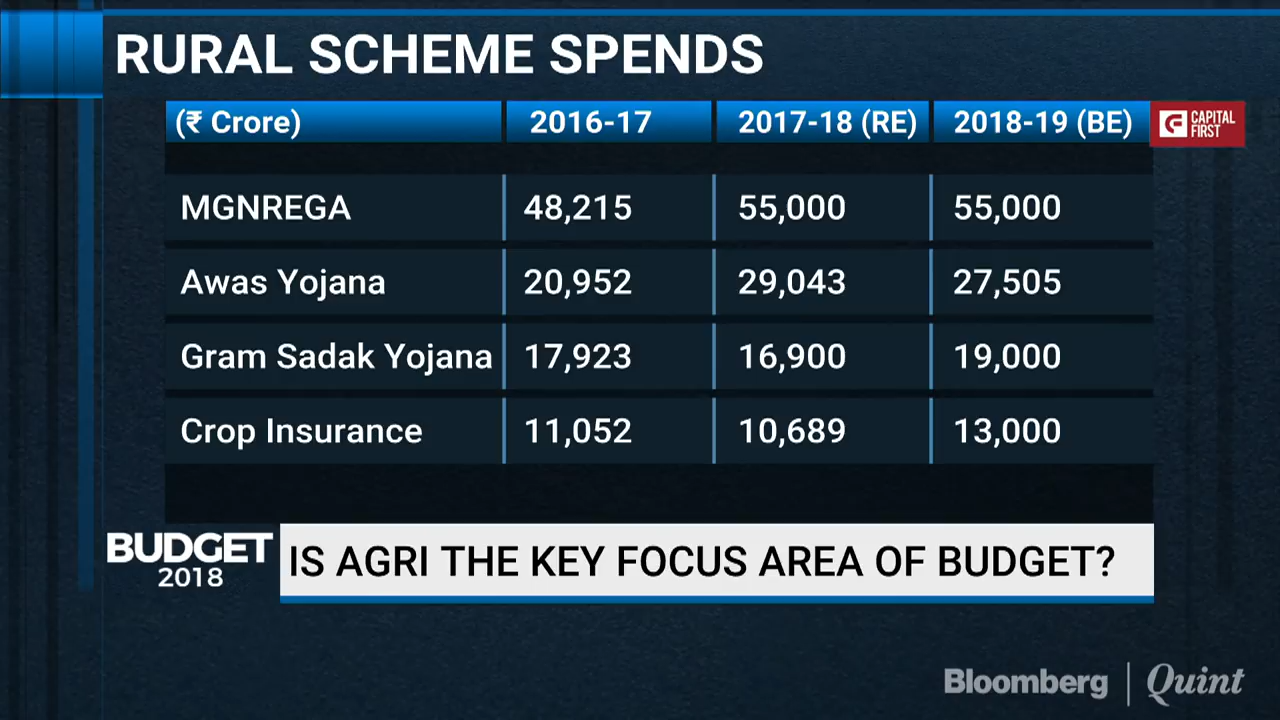 RURAL SCHEME SPENDS
(₹ Crore) 2016-17 2017-18 (RE) 2018-19 (BE)
CAPITAL
FIRST
MGNREGA 48,215 55,000 55,000
Awas Yojana 20,952 29,043 27,505
Gram Sadak Yojana 17,923 16,900 19,000
Crop Insurance 11,052 10,689 13,000
BUDGET
2018
IS AGRI THE KEY FOCUS AREA OF BUDGET?
Bloomberg | Quint